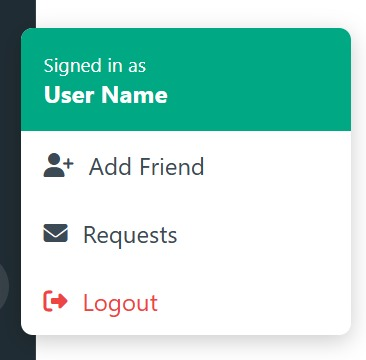 Signed in as
User Name
Add Friend
Requests
Logout